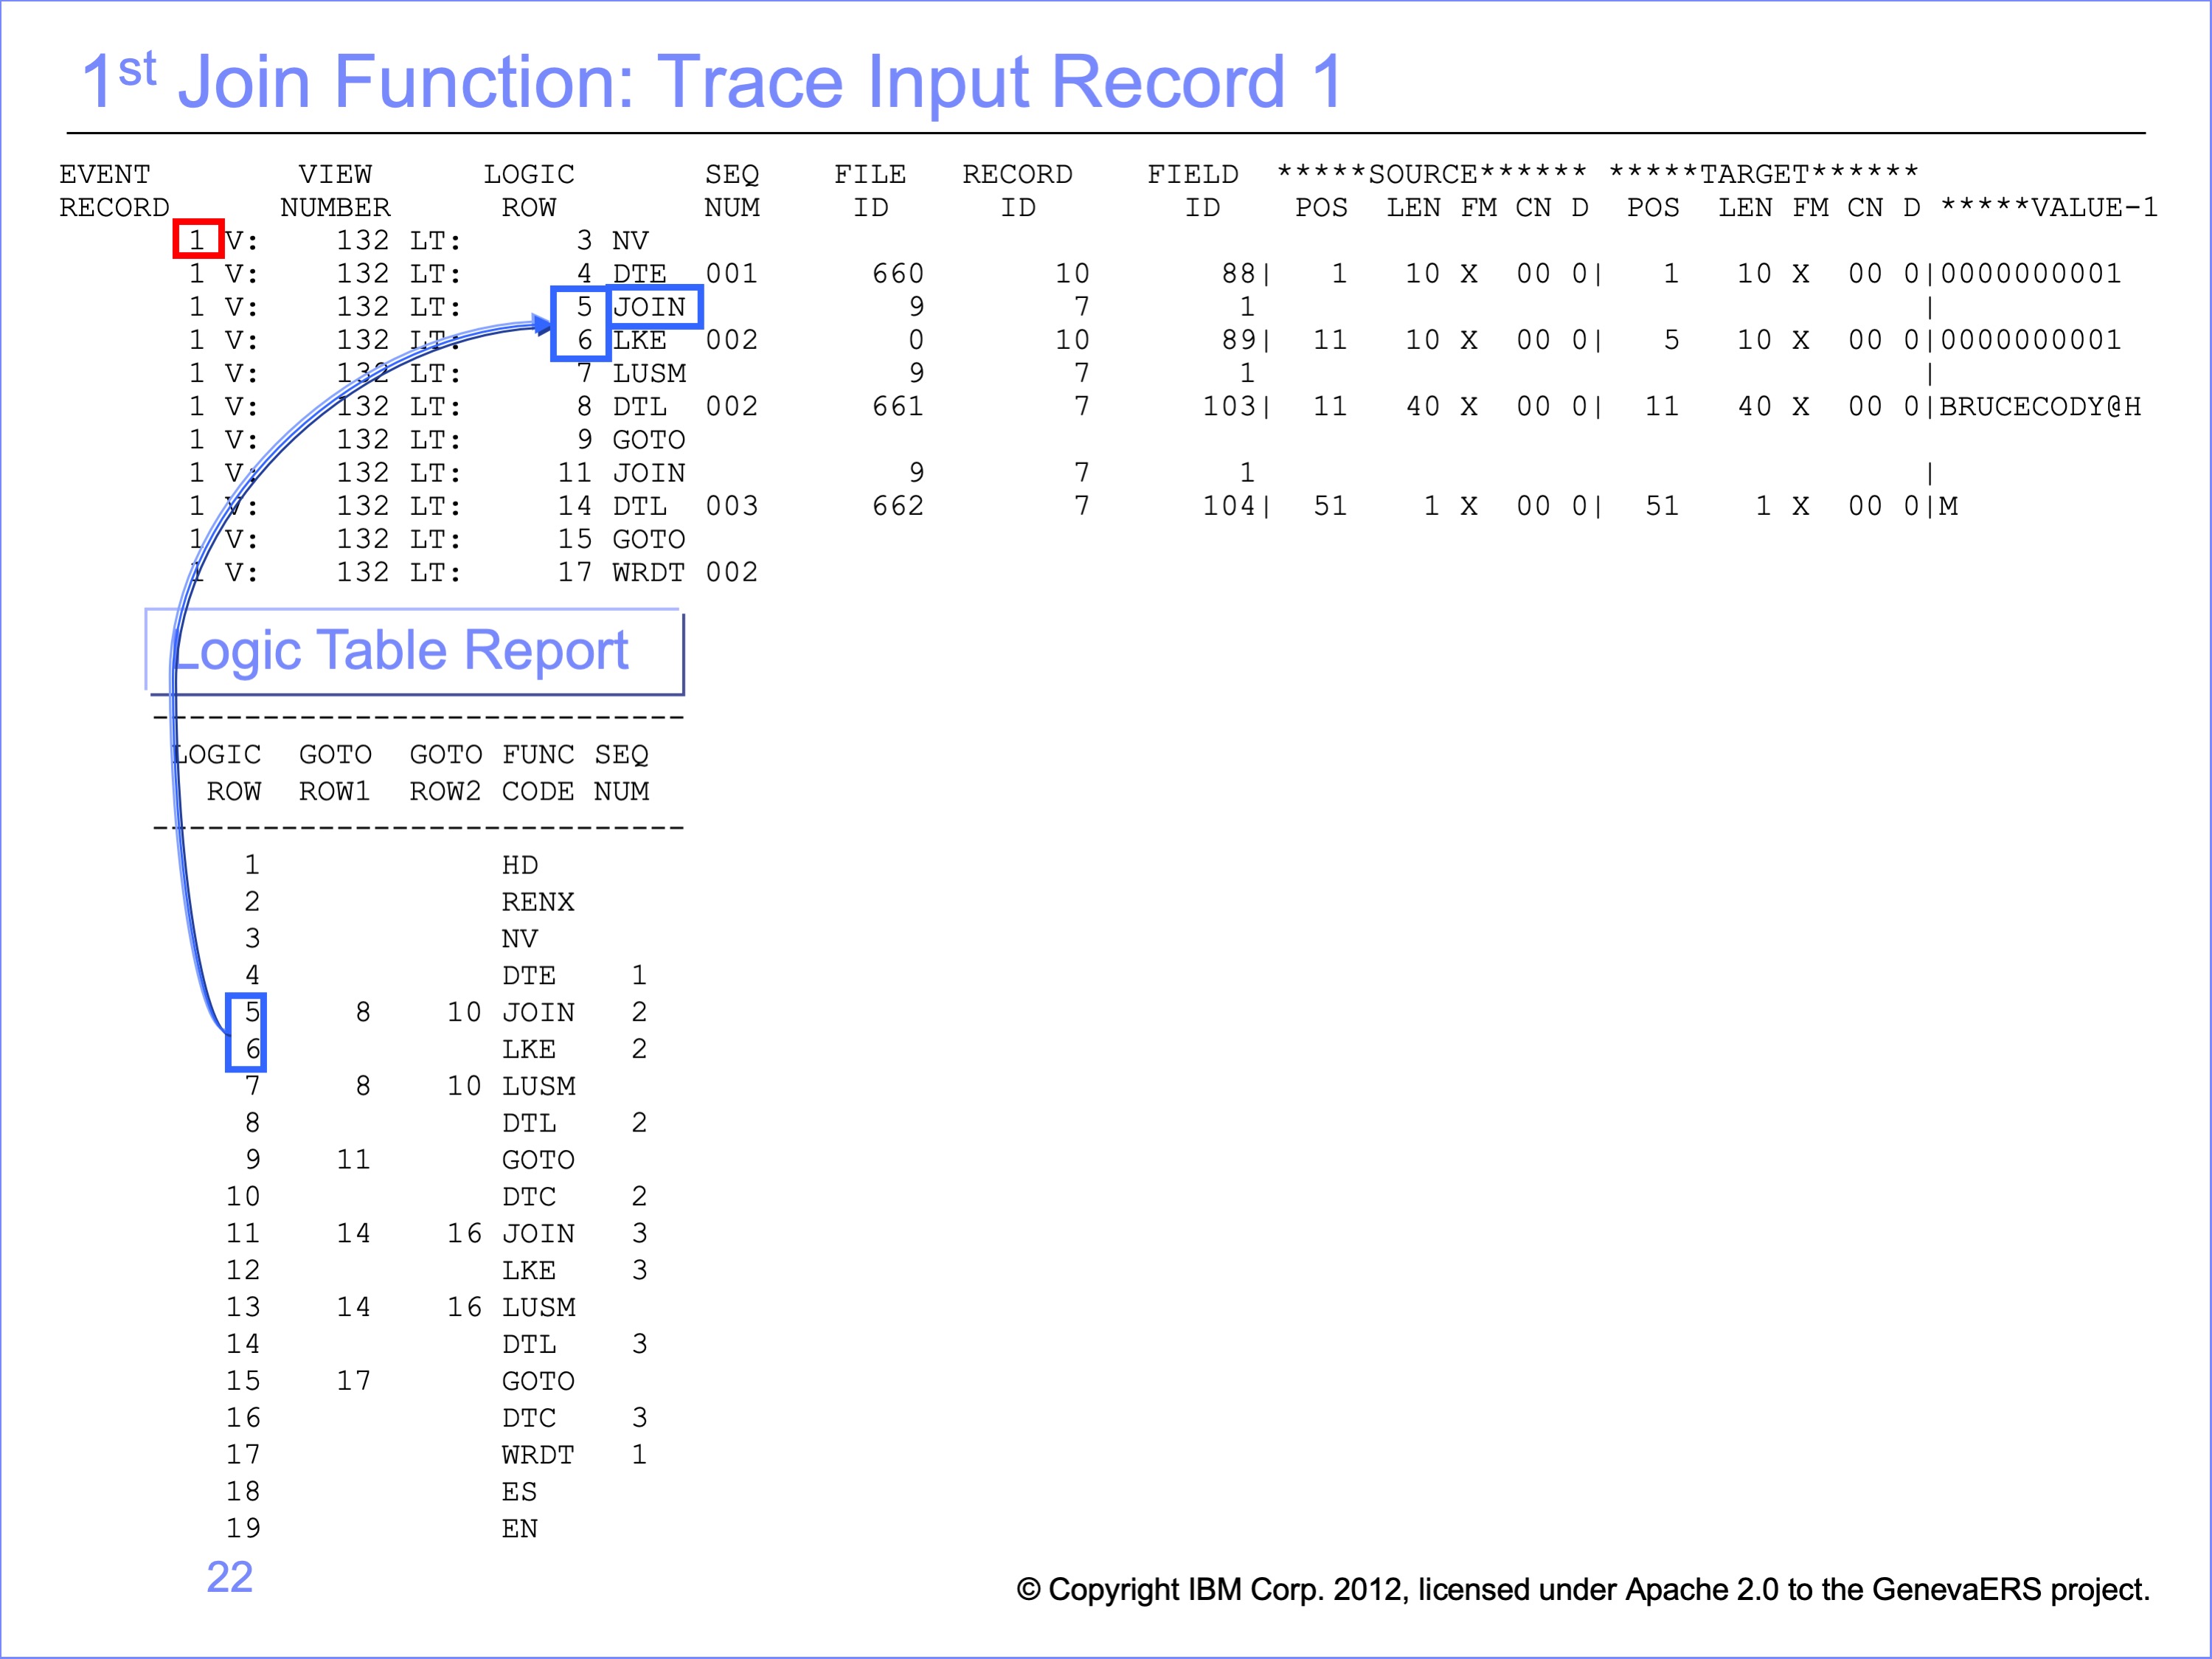 1st Join Function: Trace Input Record 1
EVENT VIEW LOGIC SEQ FILE RECORD FIELD *****SOURCE****** *****TARGET******
RECORD NUMBER ROW NUM ID ID ID POS LEN FM CN D POS LEN FM CN D *****VALUE-1
1 V: 132 LT: 3 NV
1 V: 132 LT: 4 DTE 001 660 10 88| 1 10 X 00 0| 1 10 X 00 0|0000000001
1 V: 132 LT: 5 JOIN 9 7 1 |
1 V: 132 LT: 6 LKE 002 0 10 89| 11 10 X 00 0| 5 10 X 00 0|0000000001
1 V: 132 LT: 7 LUSM 9 7 1 |
1 V: 132 LT: 8 DTL 002 661 7 103| 11 40 X 00 0| 11 40 X 00 0|BRUCECODY@H
1 V: 132 LT: 9 GOTO
1 V: 132 LT: 11 JOIN 9 7 1 |
1 V: 132 LT: 14 DTL 003 662 7 104| 51 1 X 00 0| 51 1 X 00 0|M
1 V: 132 LT: 15 GOTO
1 V: 132 LT: 17 WRDT 002
Logic Table Report
-----------------------------
LOGIC GOTO GOTO FUNC SEQ
ROW ROW1 ROW2 CODE NUM
-----------------------------
1 HD
2 RENX
3 NV
4 DTE 1
5 8 10 JOIN 2
6 LKE 2
7 8 10 LUSM
8 DTL 2
9 11 GOTO
10 DTC 2
11 14 16 JOIN 3
12 LKE 3
13 14 16 LUSM
14 DTL 3
15 17 GOTO
16 DTC 3
17 WRDT 1
18 ES
19 EN
22
© Copyright IBM Corp. 2012, licensed under Apache 2.0 to the GenevaERS project.